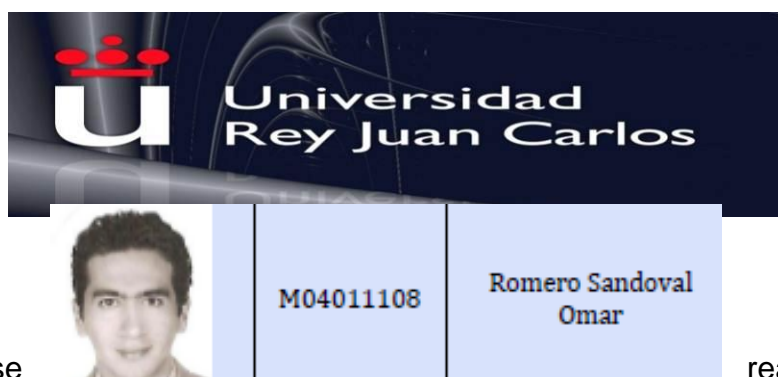 Universidad
Rey Juan Carlos
M04011108
Romero Sandoval
Omar